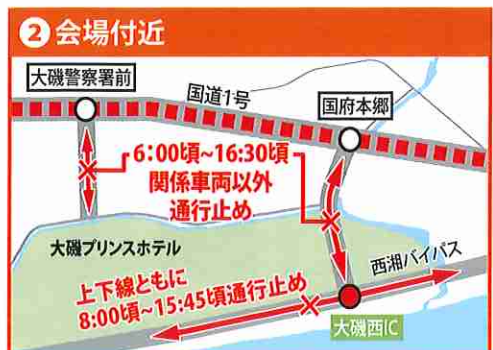 2 会場付近
大磯警察署前
国道1号
国府本郷
6:00頃~16:30頃
関係車両以外
通行止め
大磯プリンスホテル
西湘バイパス
上下線ともに
8:00頃~15:45頃通行止め
大磯西IC